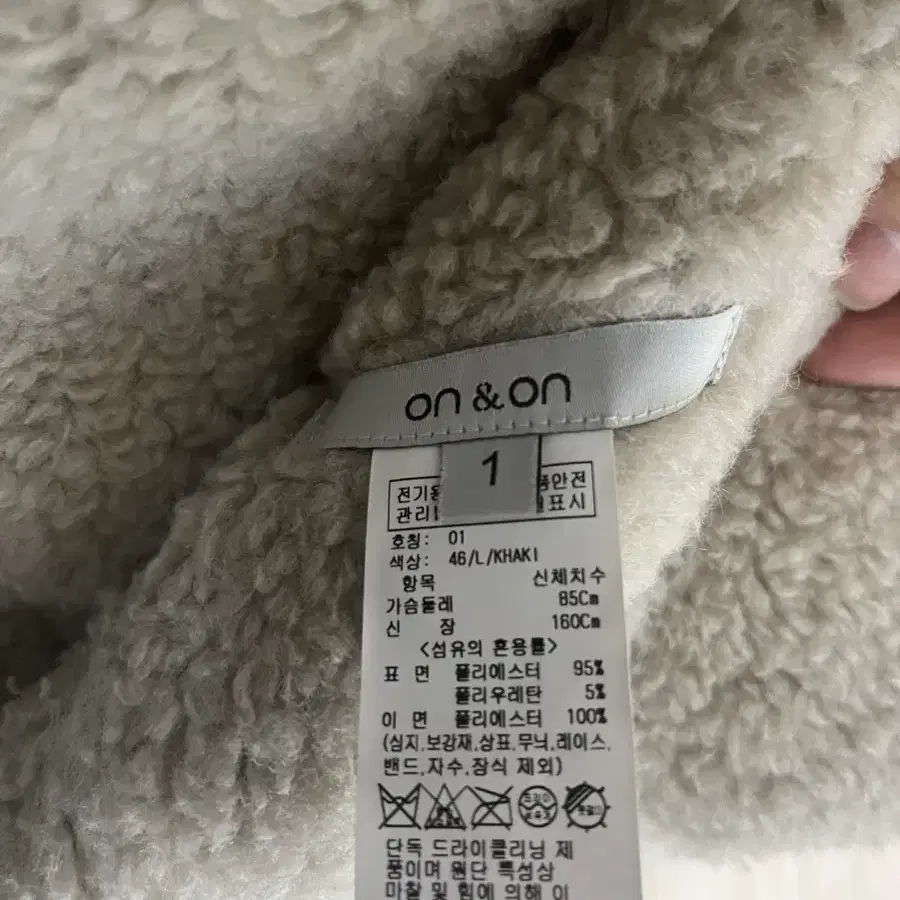 on & on
1
전기용 품안전
관리 표시
호칭: 01
색상: 46/L/KHAKI
항목 신체치수
가슴둘레 85Cm
신 장 160Cm
<섬유의 혼용률>
표 면 폴리에스터 95%
폴리우레탄 5%
이 면 폴리에스터 100%
(심지,보강재,상표,무늬,레이스,
밴드,자수,장식 제외)
단독 드라이클리닝 제
품이며 원단 특성상
마찰 및 힘에 의해 이